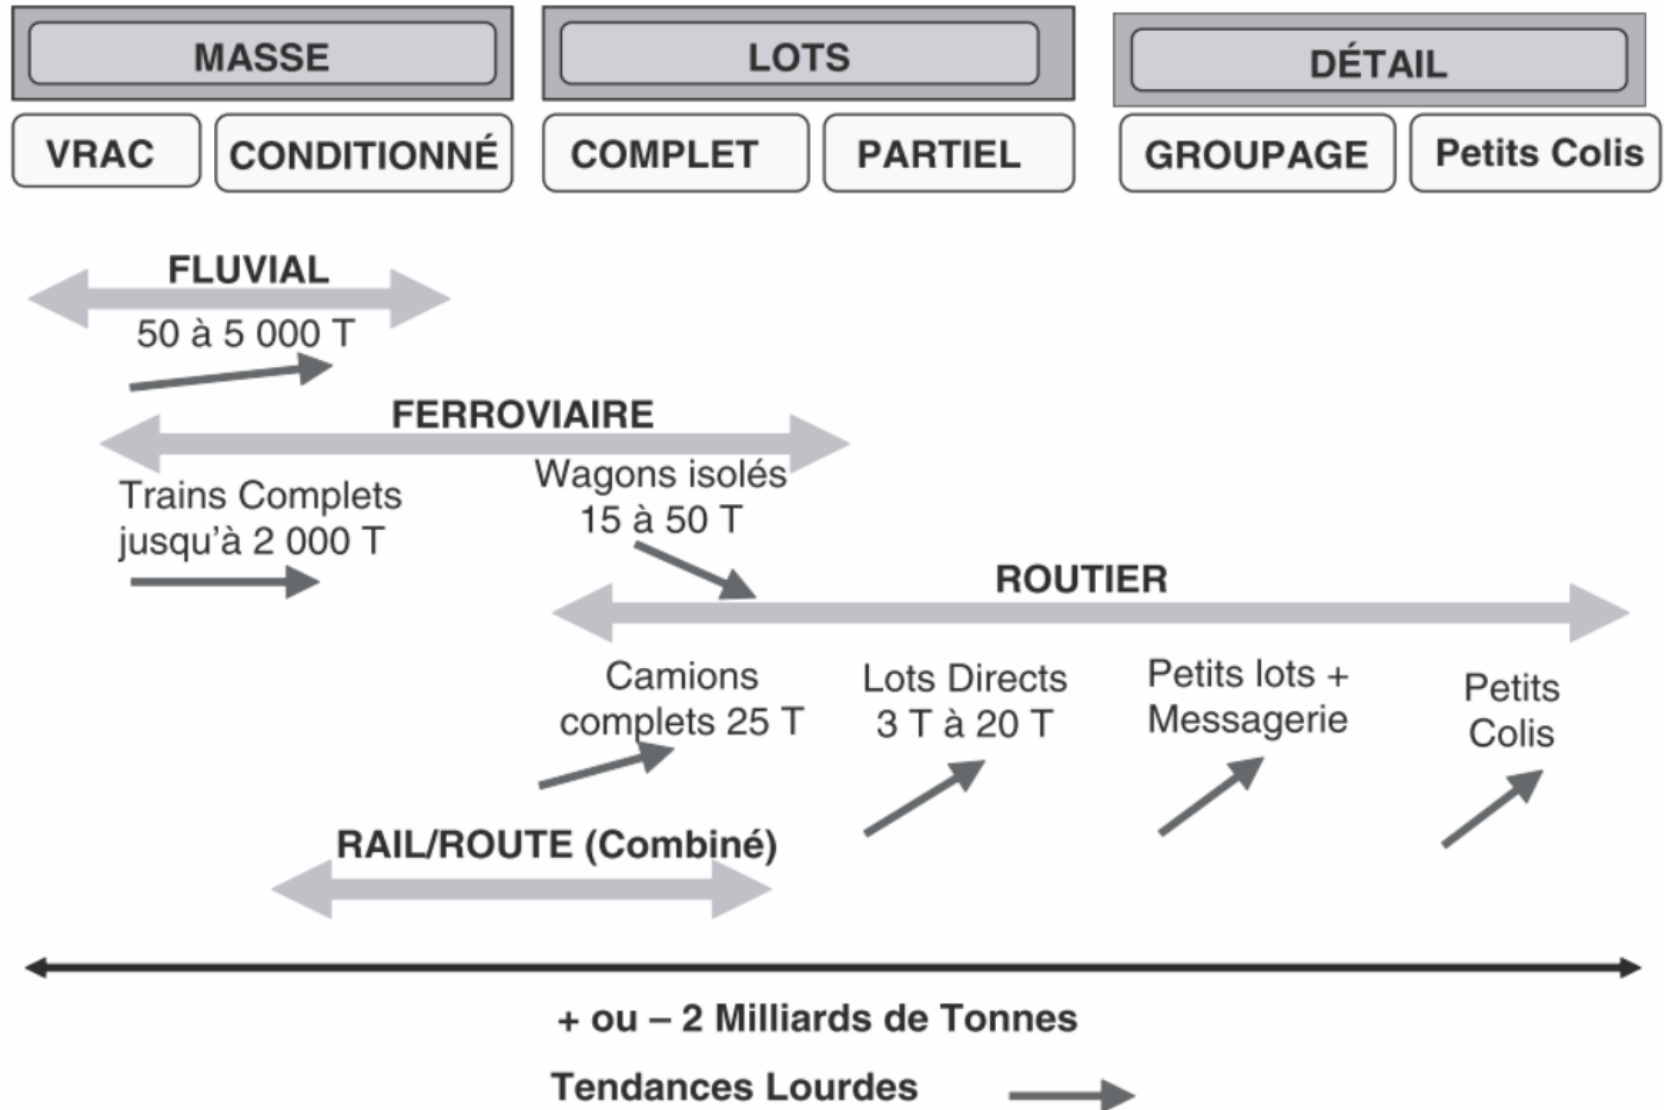 MASSE
LOTS
DÉTAIL
VRAC
CONDITIONNÉ
COMPLET
PARTIEL
GROUPAGE
Petits Colis
FLUVIAL
50 à 5 000 T
FERROVIAIRE
Trains Complets
jusqu'à 2 000 T
Wagons isolés
15 à 50 T
ROUTIER
Camions
complets 25 T
Lots Directs
3 T à 20 T
Petits lots +
Messagerie
Petits
Colis
RAIL/ROUTE (Combiné)
+ ou – 2 Milliards de Tonnes
Tendances Lourdes